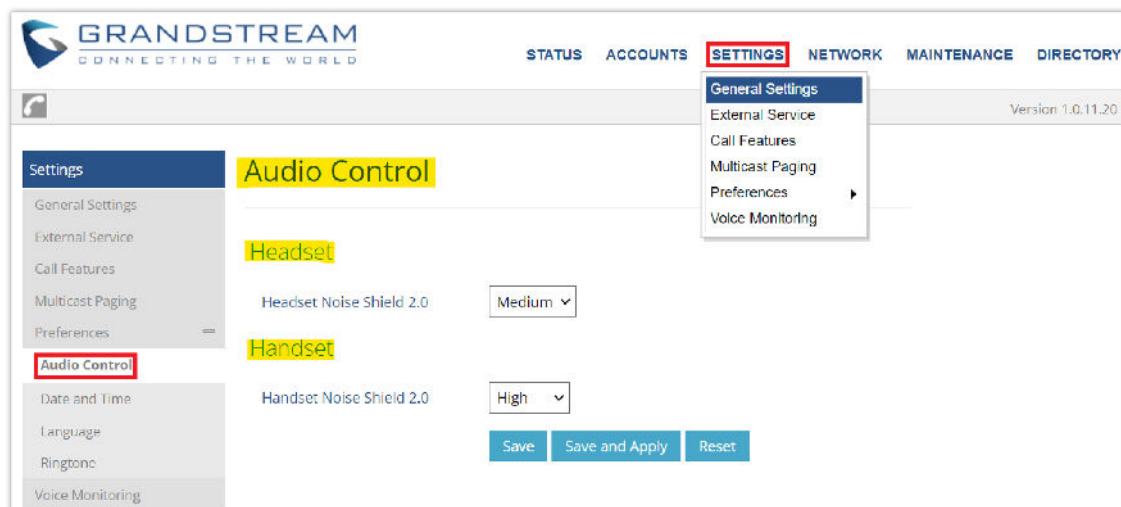 GRANDSTREAM
CONNECTING THE WORLD
STATUS ACCOUNTS SETTINGS NETWORK MAINTENANCE DIRECTORY
General Settings
External Service
Call Features
Multicast Paging
Preferences
Voice Monitoring
Version 1.0.11.20
Settings
General Settings
External Service
Call Features
Multicast Paging
Preferences
Audio Control
Date and Time
Language
Ringtone
Voice Monitoring
Audio Control
Headset
Headset Noise Shield 2.0 Medium
Handset
Handset Noise Shield 2.0 High
Save Save and Apply Reset